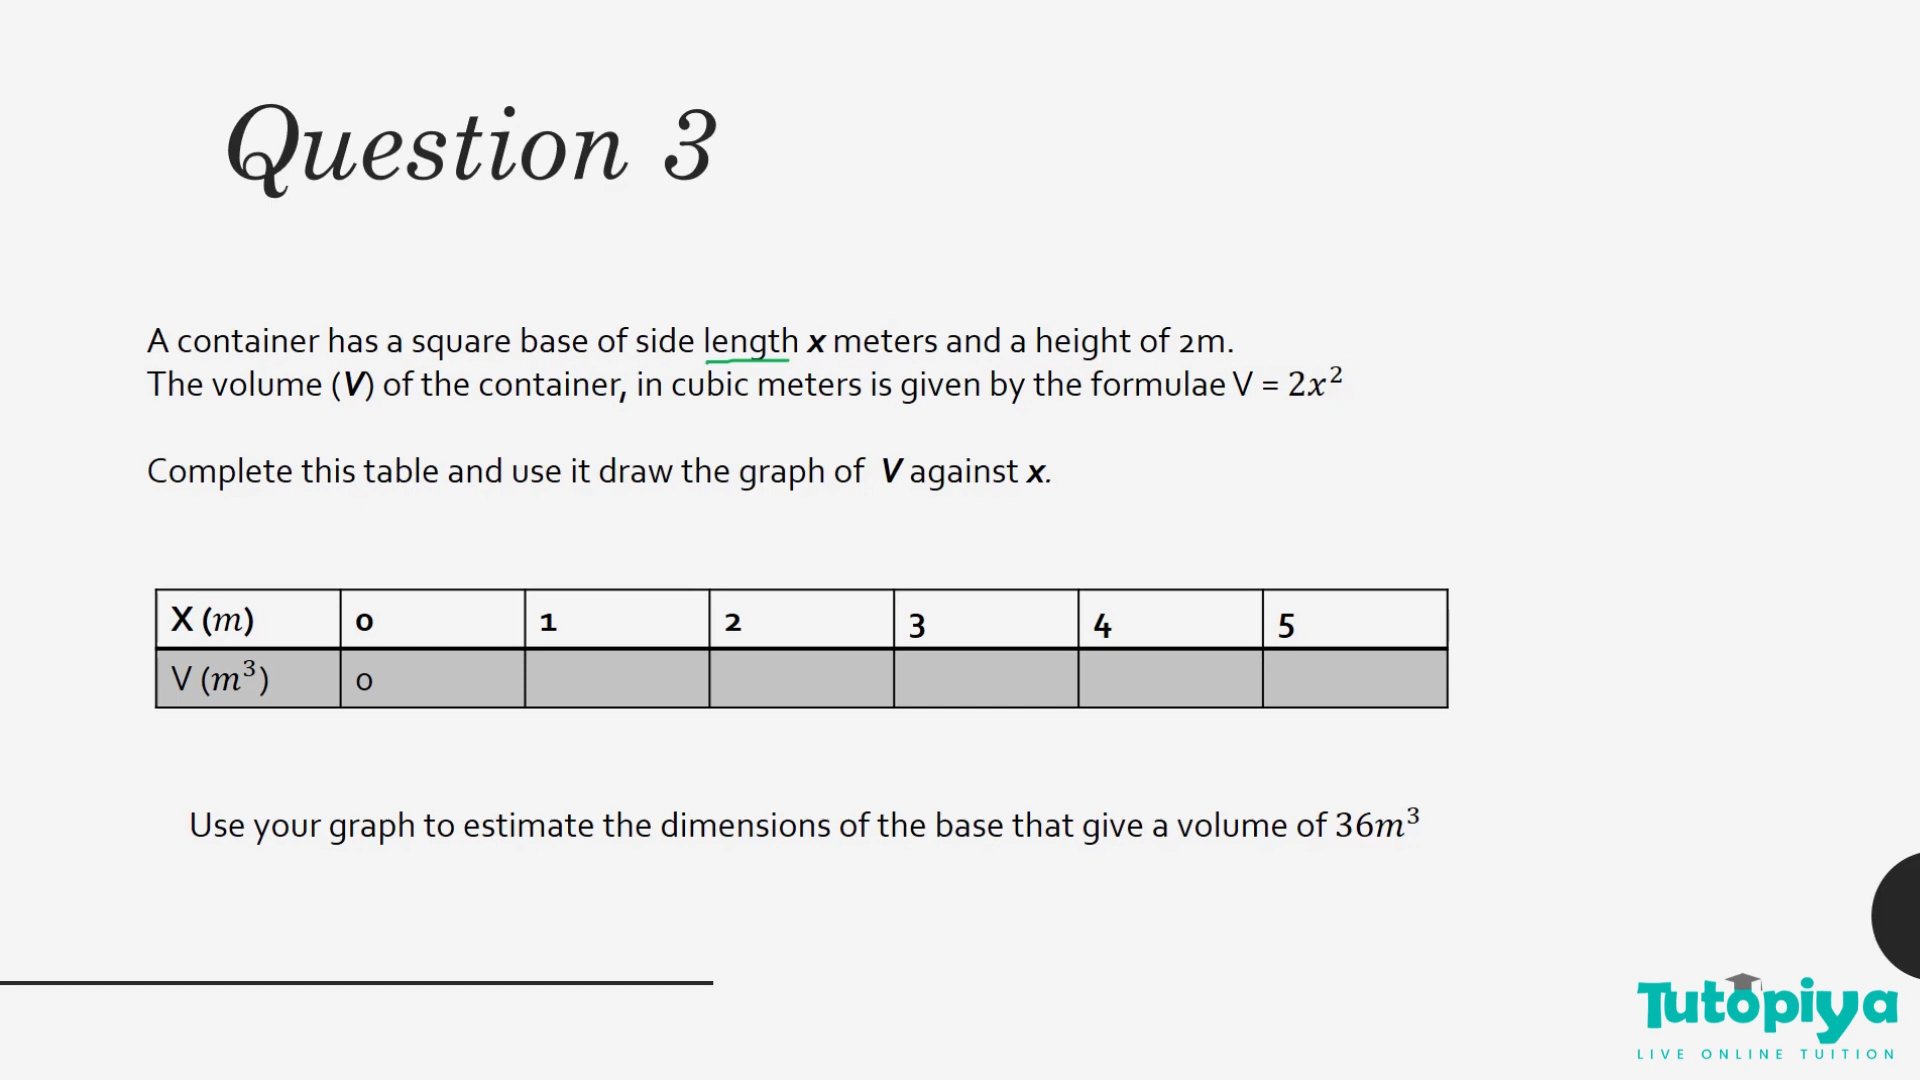 Question 3
A container has a square base of side length x meters and a height of 2m.
The volume (V) of the container, in cubic meters is given by the formulae V = 2x²
Complete this table and use it draw the graph of V against x.
X (m) 0 1 2 3 4 5
V (m³) 0
Use your graph to estimate the dimensions of the base that give a volume of 36m³
Tutopiya
LIVE ONLINE TUITION